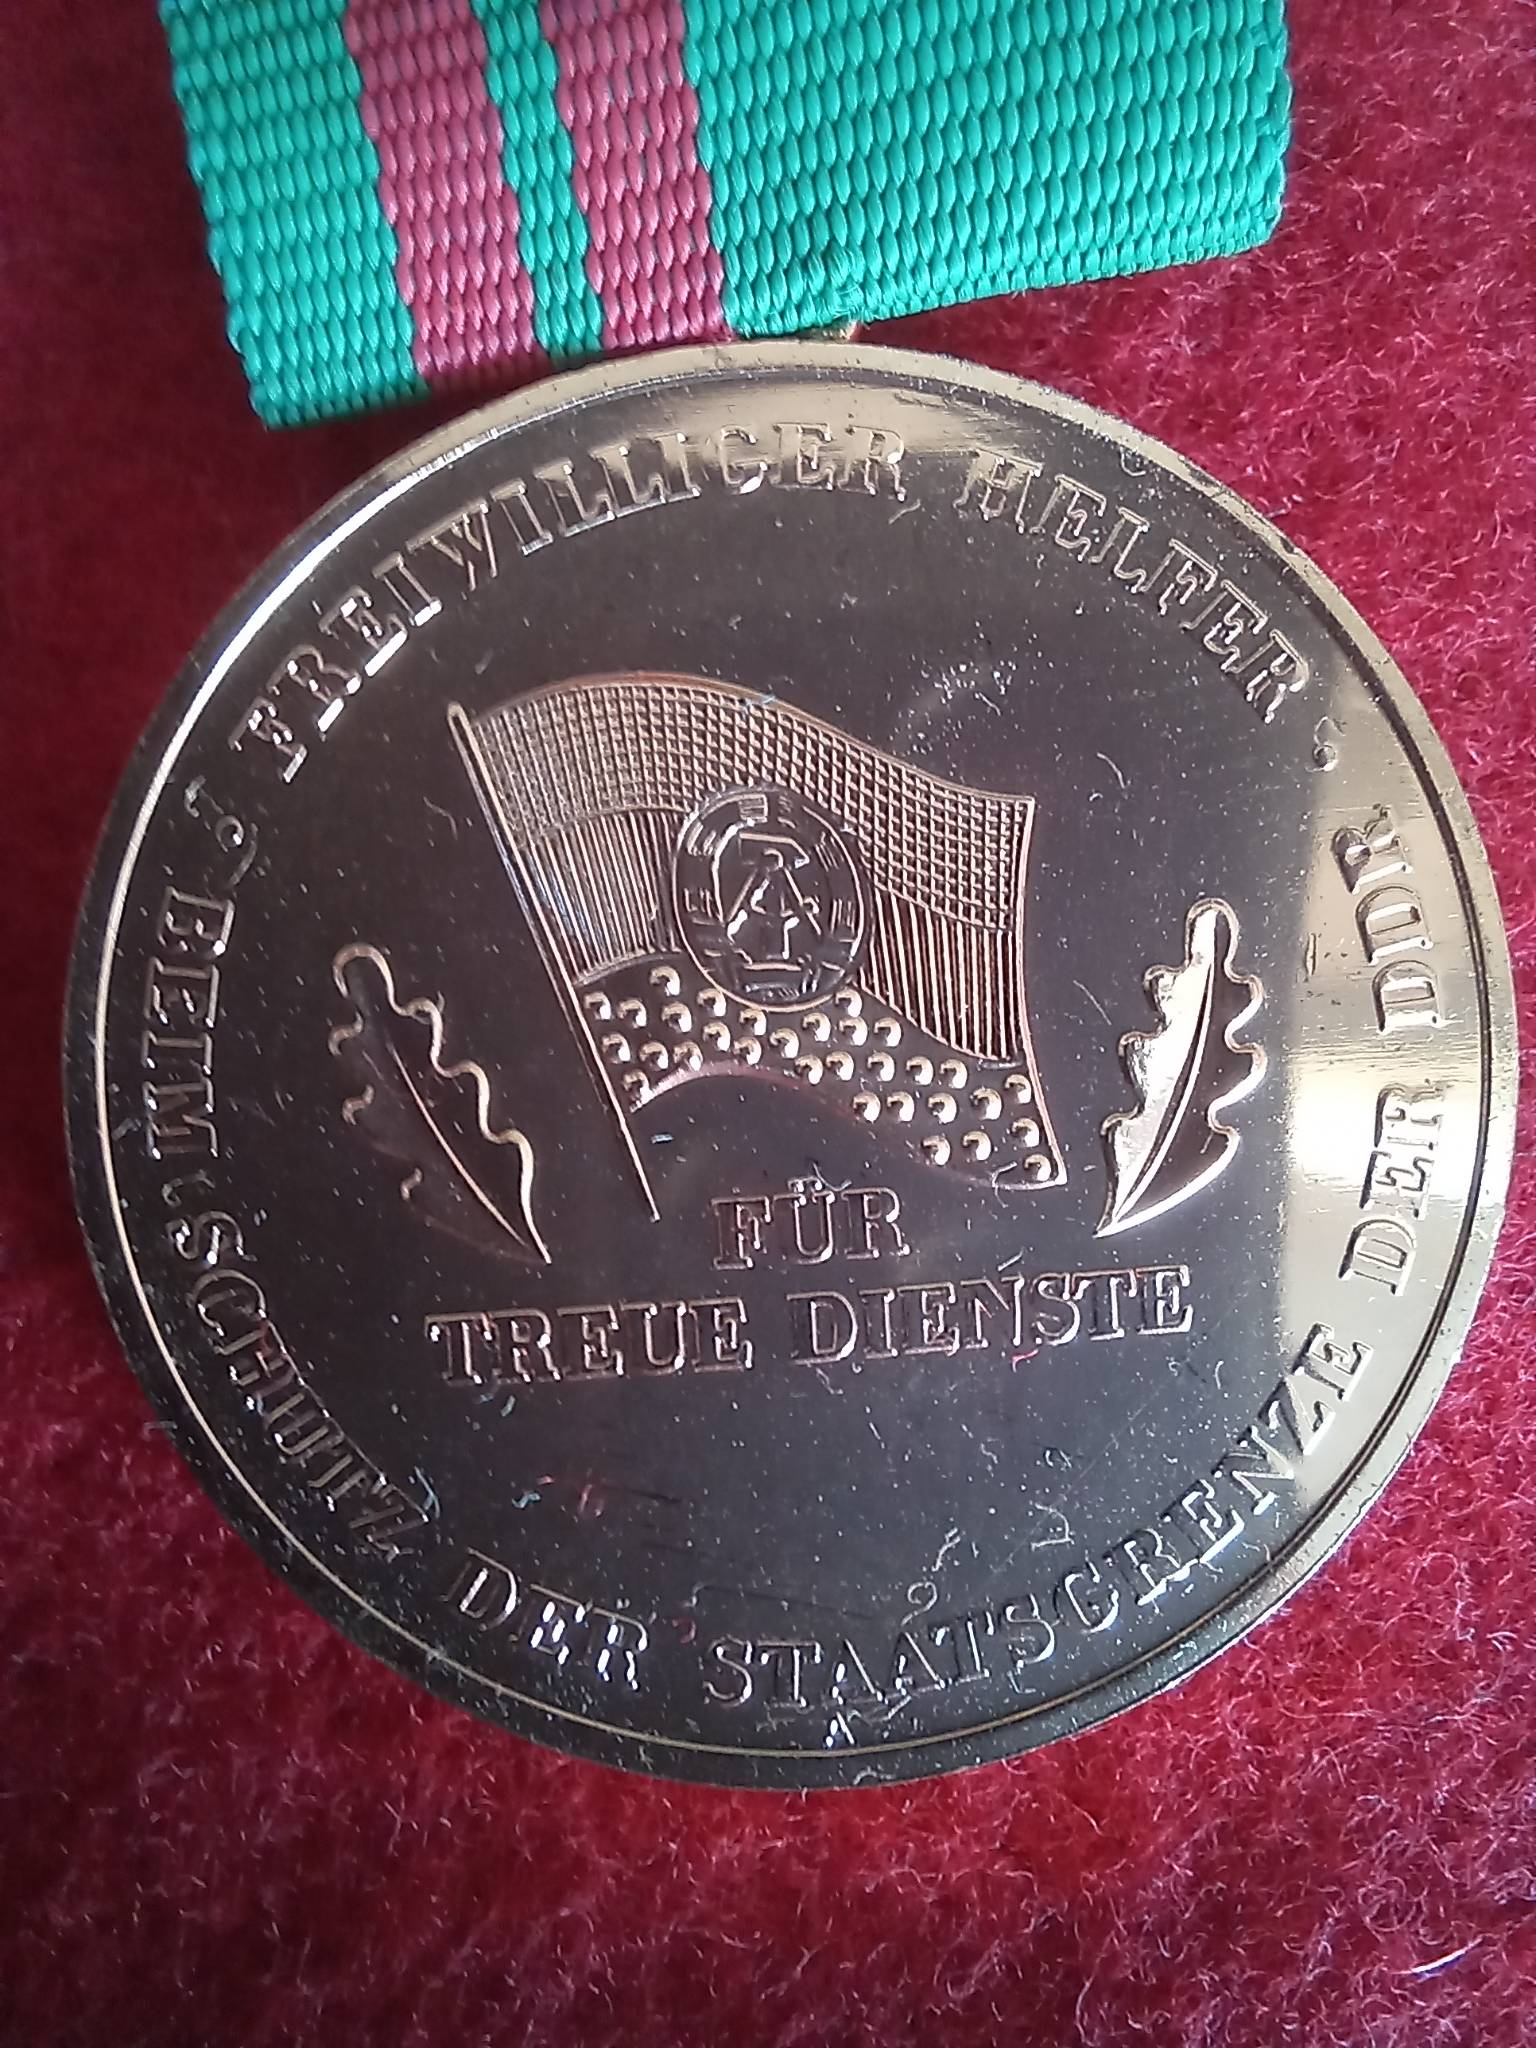 FREIWILLIGER HELFER
BEIM SCHUTZ DER STAATSGRENZE DER DDR
FÜR
TREUE DIENSTE